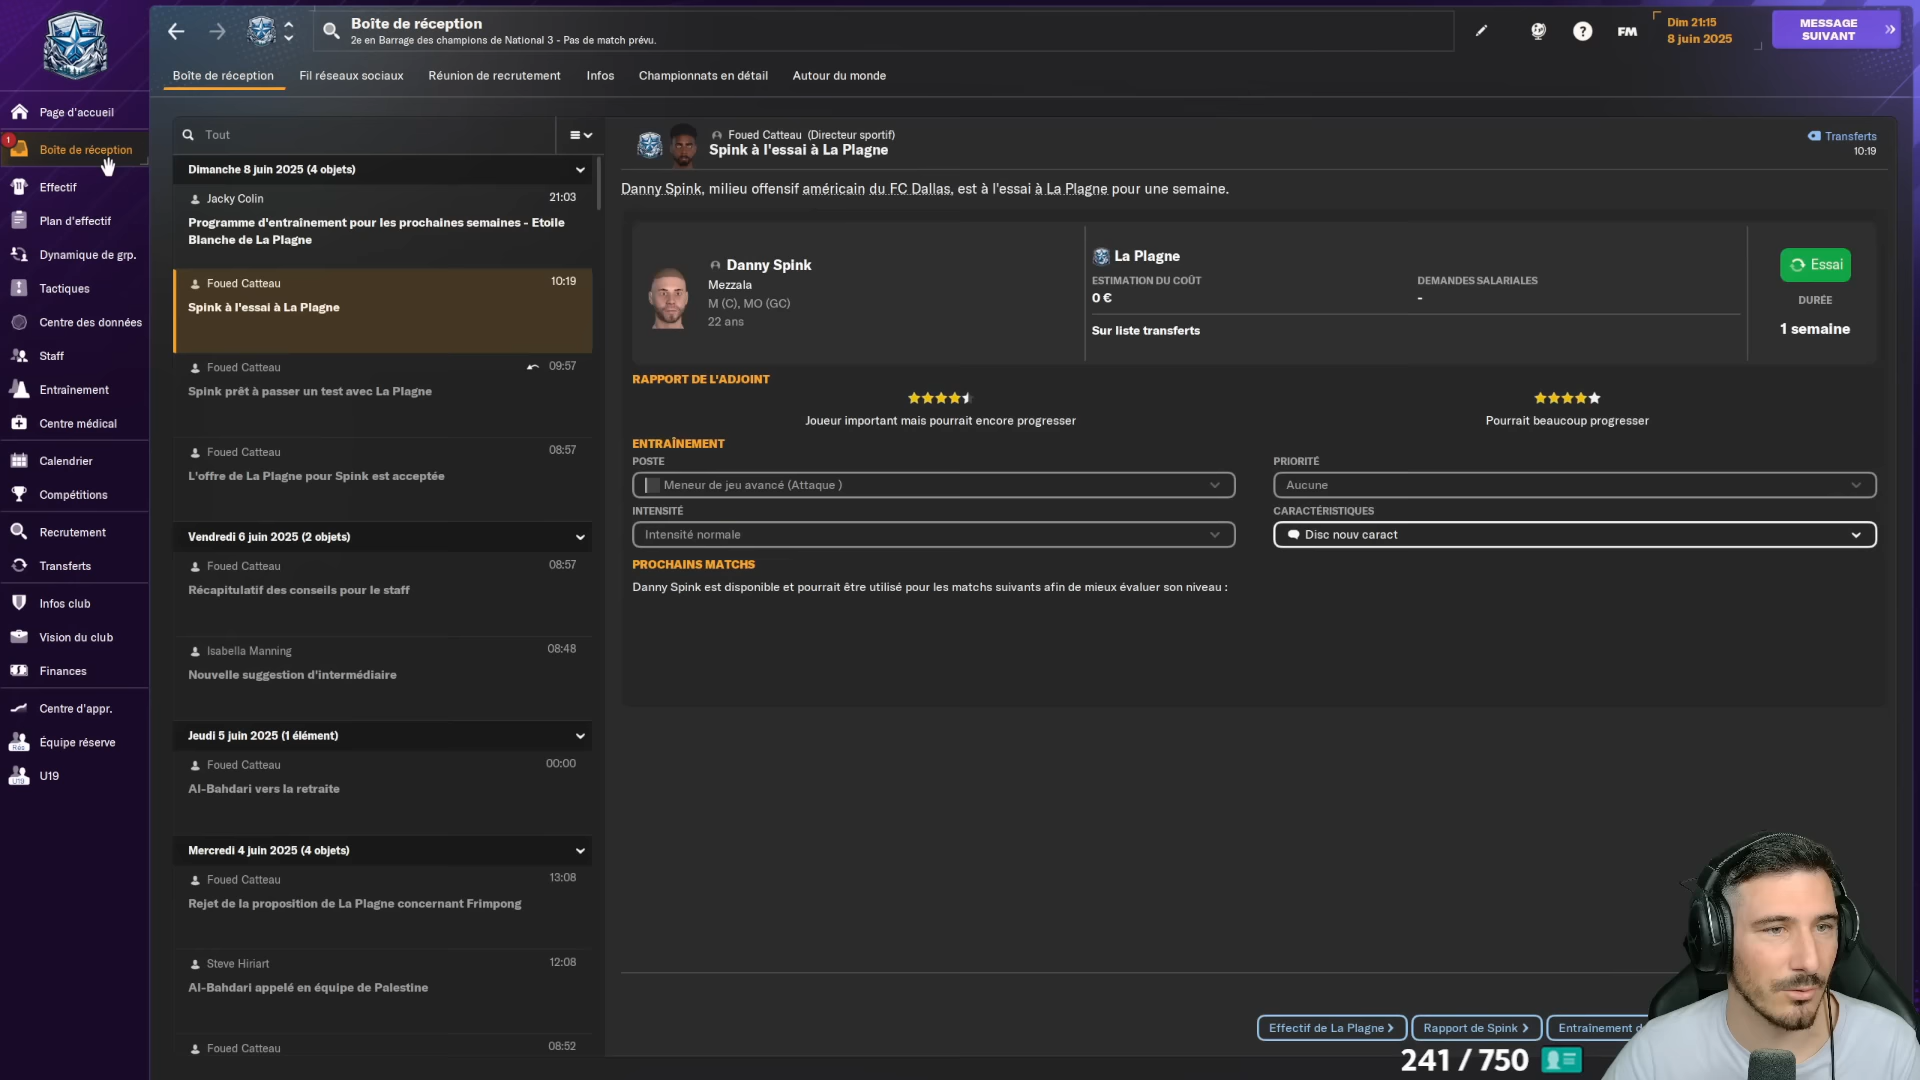 Boîte de réception
2e en Barrage des champions de National 3 - Pas de match prévu.
FM
Dim 21:15
8 juin 2025
MESSAGE
SUIVANT
Boîte de réception
Fil réseaux sociaux
Réunion de recrutement
Infos
Championnats en détail
Autour du monde
Page d'accueil
1
Boîte de réception
Effectif
Plan d'effectif
Dynamique de grp.
Tactiques
Centre des données
Staff
Entraînement
Centre médical
Calendrier
Compétitions
Recrutement
Transferts
Infos club
Vision du club
Finances
Centre d'appr.
Équipe réserve
U19
Tout
Dimanche 8 juin 2025 (4 objets)
Jacky Colin
21:03
Programme d'entraînement pour les prochaines semaines - Etoile
Blanche de La Plagne
Foued Catteau
10:19
Spink à l'essai à La Plagne
Foued Catteau
09:57
Spink prêt à passer un test avec La Plagne
Foued Catteau
08:57
L'offre de La Plagne pour Spink est acceptée
Vendredi 6 juin 2025 (2 objets)
Foued Catteau
08:57
Récapitulatif des conseils pour le staff
Isabella Manning
08:48
Nouvelle suggestion d'intermédiaire
Jeudi 5 juin 2025 (1 élément)
Foued Catteau
00:00
Al-Bahdari vers la retraite
Mercredi 4 juin 2025 (4 objets)
Foued Catteau
13:08
Rejet de la proposition de La Plagne concernant Frimpong
Steve Hiriart
12:08
Al-Bahdari appelé en équipe de Palestine
Foued Catteau
08:52
Foued Catteau (Directeur sportif)
Spink à l'essai à La Plagne
Transferts
10:19
Danny Spink, milieu offensif américain du FC Dallas, est à l'essai à La Plagne pour une semaine.
Danny Spink
Mezzala
M (C), MO (GC)
22 ans
La Plagne
ESTIMATION DU COÛT
0 €
DEMANDES SALARIALES
-
Sur liste transferts
Essai
DURÉE
1 semaine
RAPPORT DE L'ADJOINT
Joueur important mais pourrait encore progresser
Pourrait beaucoup progresser
ENTRAÎNEMENT
POSTE
Meneur de jeu avancé (Attaque )
PRIORITÉ
Aucune
INTENSITÉ
Intensité normale
CARACTÉRISTIQUES
Disc nouv caract
PROCHAINS MATCHS
Danny Spink est disponible et pourrait être utilisé pour les matchs suivants afin de mieux évaluer son niveau :
Effectif de La Plagne
Rapport de Spink
Entraînement d
241 / 750